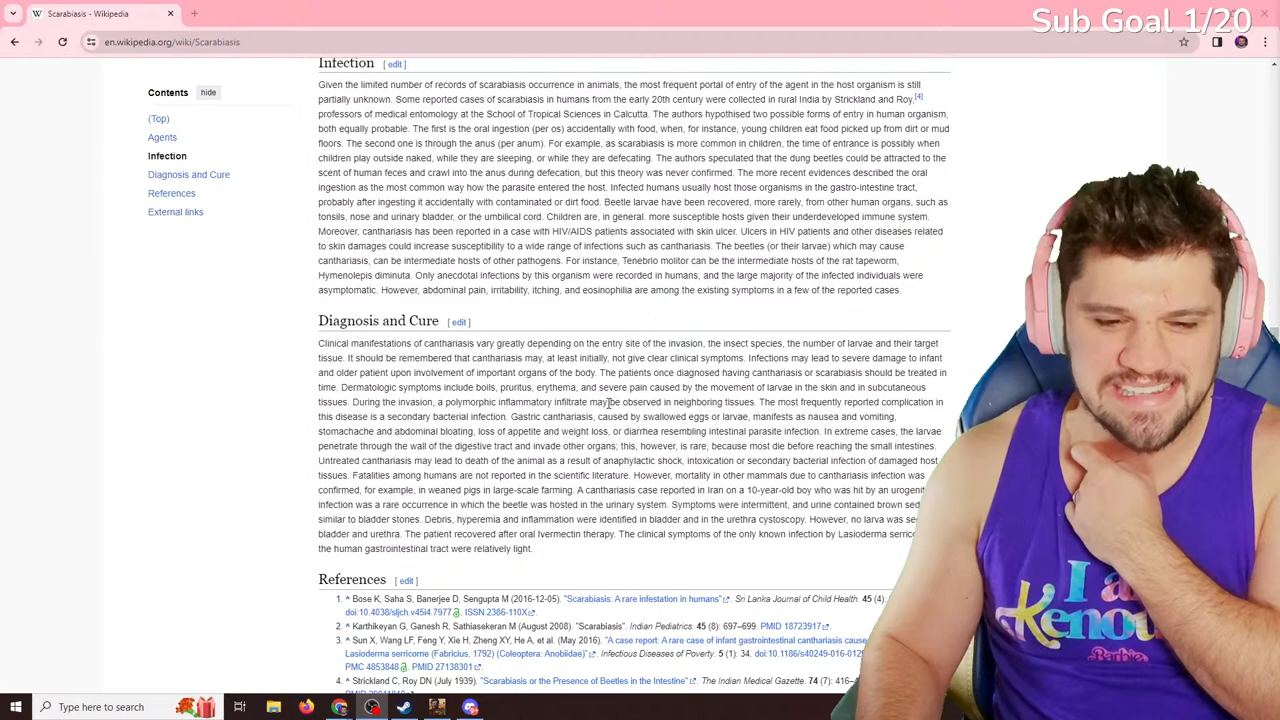 Scarabiasis - Wikipedia
Sub Goal 1/20
en.wikipedia.org/wiki/Scarabiasis
Contents
hide
(Top)
Agents
Infection
Diagnosis and Cure
References
External links
Infection [ edit ]
Given the limited number of records of scarabiasis occurrence in animals, the most frequent portal of entry of the agent in the host organism is still
partially unknown. Some reported cases of scarabiasis in humans from the early 20th century were collected in rural India by Strickland and Roy,[4]
professors of medical entomology at the School of Tropical Sciences in Calcutta. The authors hypothised two possible forms of entry in human organism,
both equally probable. The first is the oral ingestion (per os) accidentally with food, when, for instance, young children eat food picked up from dirt or mud
floors. The second one is through the anus (per anum). For example, as scarabiasis is more common in children, the time of entrance is possibly when
children play outside naked, while they are sleeping, or while they are defecating. The authors speculated that the dung beetles could be attracted to the
scent of human feces and crawl into the anus during defecation, but this theory was never confirmed. The more recent evidences described the oral
ingestion as the most common way how the parasite entered the host. Infected humans usually host those organisms in the gastro-intestine tract,
probably after ingesting it accidentally with contaminated or dirt food. Beetle larvae have been recovered, more rarely, from other human organs, such as
tonsils, nose and urinary bladder, or the umbilical cord. Children are, in general. more susceptible hosts given their underdeveloped immune system.
Moreover, canthariasis has been reported in a case with HIV/AIDS patients associated with skin ulcer. Ulcers in HIV patients and other diseases related
to skin damages could increase susceptibility to a wide range of infections such as canthariasis. The beetles (or their larvae) which may cause
canthariasis, can be intermediate hosts of other pathogens. For instance, Tenebrio molitor can be the intermediate hosts of the rat tapeworm,
Hymenolepis diminuta. Only anecdotal infections by this organism were recorded in humans, and the large majority of the infected individuals were
asymptomatic. However, abdominal pain, irritability, itching, and eosinophilia are among the existing symptoms in a few of the reported cases.
Diagnosis and Cure [ edit ]
Clinical manifestations of canthariasis vary greatly depending on the entry site of the invasion, the insect species, the number of larvae and their target
tissue. It should be remembered that canthariasis may, at least initially, not give clear clinical symptoms. Infections may lead to severe damage to infant
and older patient upon involvement of important organs of the body. The patients once diagnosed having cantharisis or scarabiasis should be treated in
time. Dermatologic symptoms include boils, pruritus, erythema, and severe pain caused by the movement of larvae in the skin and in subcutaneous
tissues. During the invasion, a polymorphic inflammatory infiltrate may be observed in neighboring tissues. The most frequently reported complication in
this disease is a secondary bacterial infection. Gastric cantharisis, caused by swallowed eggs or larvae, manifests as nausea and vomiting,
stomachache and abdominal bloating, loss of appetite and weight loss, or diarrhea resembling intestinal parasite infection. In extreme cases, the larvae
penetrate through the wall of the digestive tract and invade other organs; this, however, is rare, because most die before reaching the small intestines.
Untreated cantharisis may lead to death of the animal as a result of anaphylactic shock, intoxication or secondary bacterial infection of damaged host
tissues. Fatalities among humans are not reported in the scientific literature. However, mortality in other mammals due to cantharisis infection was
confirmed, for example, in weaned pigs in large-scale farming. A cantharisis case reported in Iran on a 10-year-old boy who was hit by an
infection was a rare occurrence in which the beetle was hosted in the urinary system. Symptoms were intermittent, and urine contained brown
similar to bladder stones. Debris, hyperemia and inflammation were identified in bladder and in the urethra cystoscopy. However, no larva was
bladder and urethra. The patient recovered after oral Ivermectin therapy. The clinical symptoms of the only known infection by Lasioderma
the human gastrointestinal tract were relatively light.
References [ edit ]
1. ^ Bose K, Saha S, Banerjee D, Sengupta M (2016-12-05). "Scarabiasis: A rare infestation in humans". Sri Lanka Journal of Child Health. 45 (4):
doi:10.4038/sljch.v45i4.7977. ISSN 2386-110X.
2. ^ Karthikeyan G, Ganesh R, Sathiasekeran M (August 2008). "Scarabiasis". Indian Pediatrics. 45 (8): 697–699. PMID 18723917.
3. ^ Sun X, Wang LF, Feng Y, Xie H, Zheng XY, He A, et al. (May 2016). "A case report: A rare case of infant gastrointestinal canthariasis
Lasioderma serricorne (Fabricius, 1792) (Coleoptera: Anobiidae)". Infectious Diseases of Poverty. 5 (1): 34. doi:10.1186/s40249-016-
PMC 4853848. PMID 27138301.
4. ^ Strickland C, Roy DN (July 1939). "Scarabiasis or the Presence of Beetles in the Intestine". The Indian Medical Gazette. 74 (7):
I a
Kenou
Barbie
Type here to search